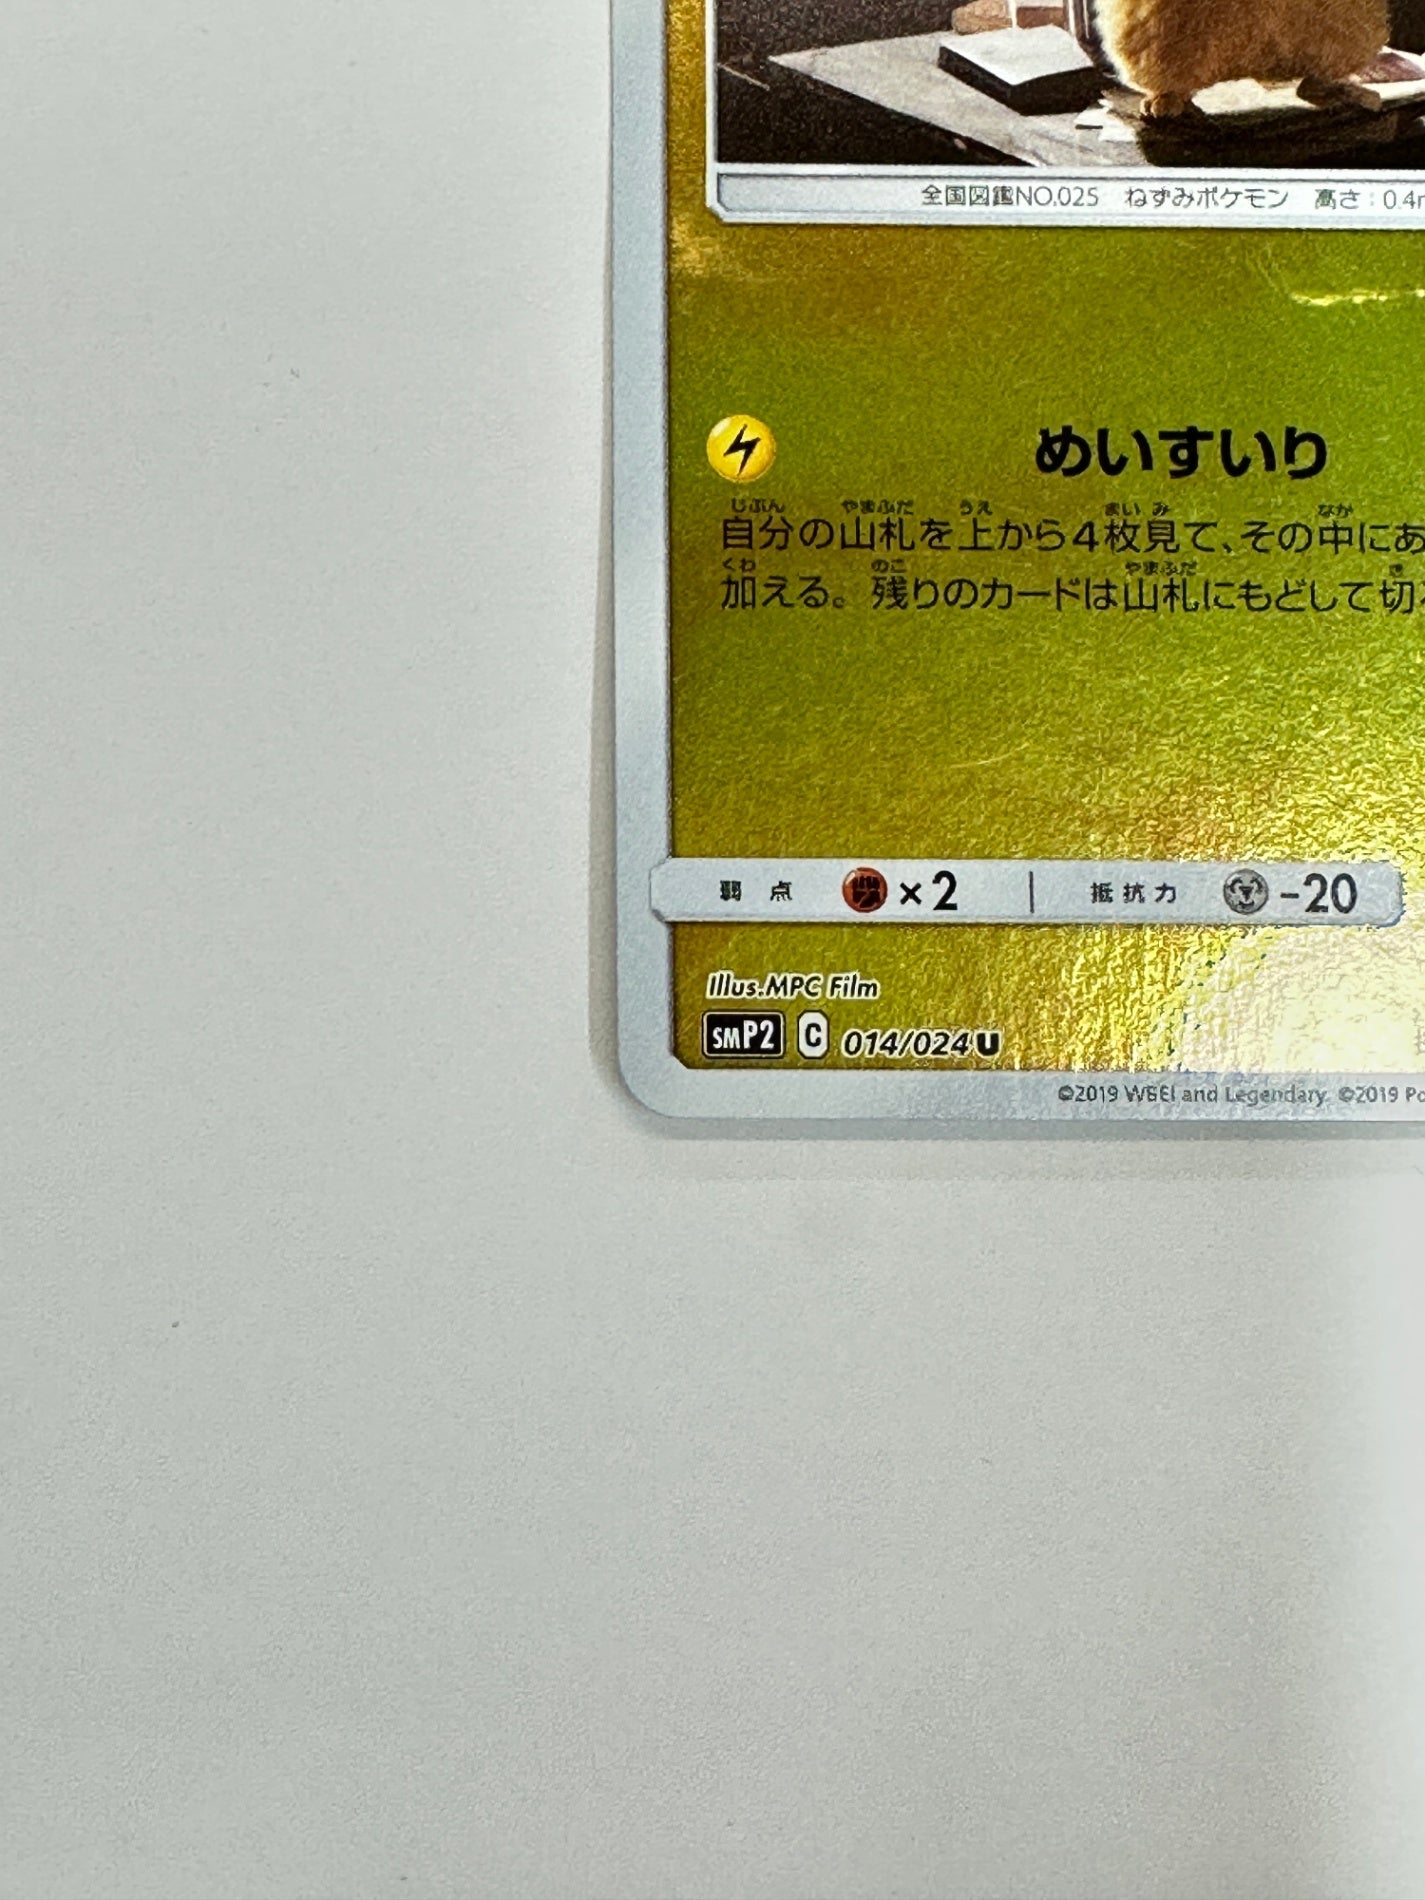 全国図鑑NO.025 ねずみポケモン 高さ:0.4m
めいすいり
じぶん やまふだ うえ まい み なか
自分の山札を上から4枚見て、その中にあ
くわ のこ やまふだ き
加える。残りのカードは山札にもどして切
弱点 ×2 抵抗力 -20
Illus.MPC Film
SMP2 C 014/024 U
©2019 WBEI and Legendary. ©2019 Po